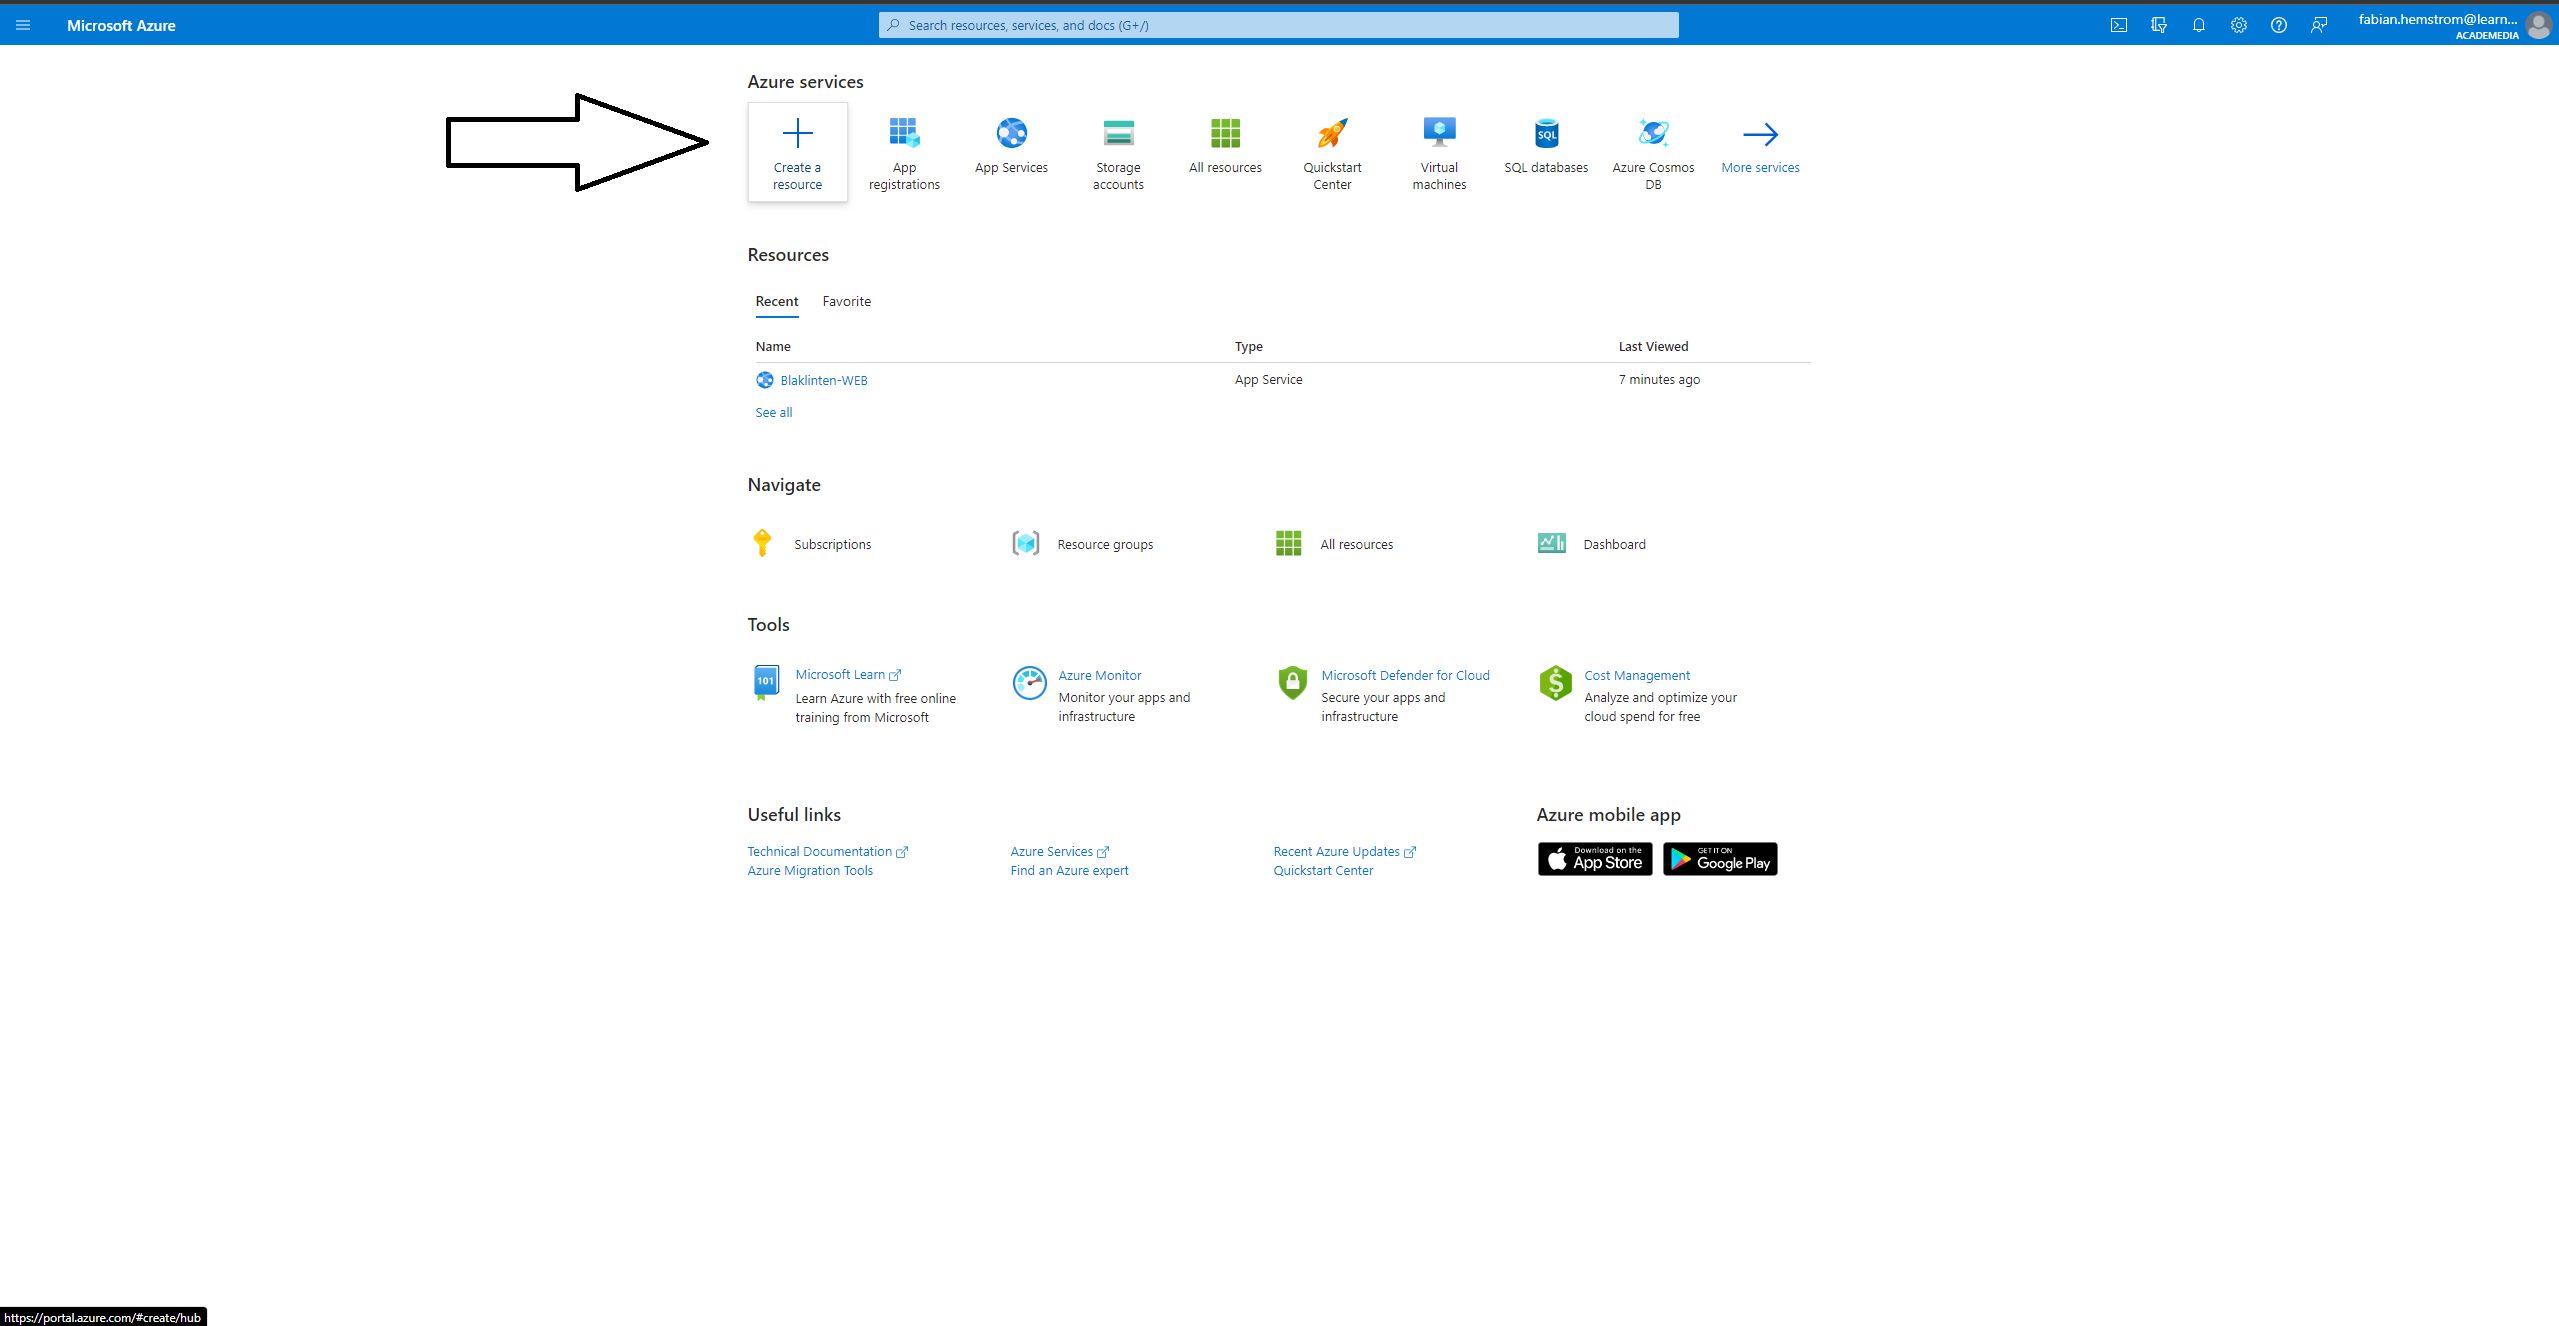 Microsoft Azure
Search resources, services, and docs (G+/)
fabian.hemstrom@learn...
ACADEMEDIA
Azure services
Create a
resource
App
registrations
App Services
Storage
accounts
All resources
Quickstart
Center
Virtual
machines
SQL
SQL databases
Azure Cosmos
DB
More services
Resources
Recent
Favorite
Name
Type
Last Viewed
Blaklinten-WEB
App Service
7 minutes ago
See all
Navigate
Subscriptions
Resource groups
All resources
Dashboard
Tools
101
Microsoft Learn
Learn Azure with free online
training from Microsoft
Azure Monitor
Monitor your apps and
infrastructure
Microsoft Defender for Cloud
Secure your apps and
infrastructure
Cost Management
Analyze and optimize your
cloud spend for free
Useful links
Technical Documentation
Azure Migration Tools
Azure Services
Find an Azure expert
Recent Azure Updates
Quickstart Center
Azure mobile app
Download on the
App Store
GET IT ON
Google Play
https://portal.azure.com/#create/hub